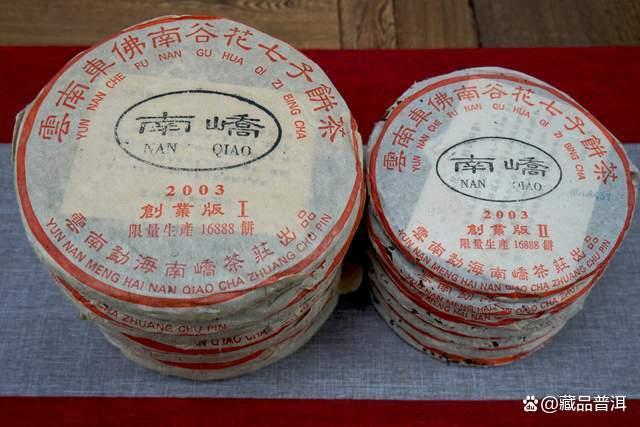 雲南車佛南谷花七子餅茶
YUN NAN CHE FU NAN GU HUA QI ZI BING CHA
南嶠
NAN QIAO
2003
創業版 I
限量生產 16888 餅
雲南勐海南嶠茶莊出品
YUN NAN MENG HAI NAN QIAO CHA ZHUANG CHU PIN
CHA ZHUANG CHU PIN
雲南車佛南谷花七子餅茶
YUN NAN CHE FU NAN GU HUA QI ZI BING CHA
南嶠
NAN QIAO
2003
創業版 II
限量生產 16888 餅
雲南勐海南嶠茶莊出品
YUN NAN MENG HAI NAN QIAO CHA ZHUANG CHU PIN
@藏品普洱